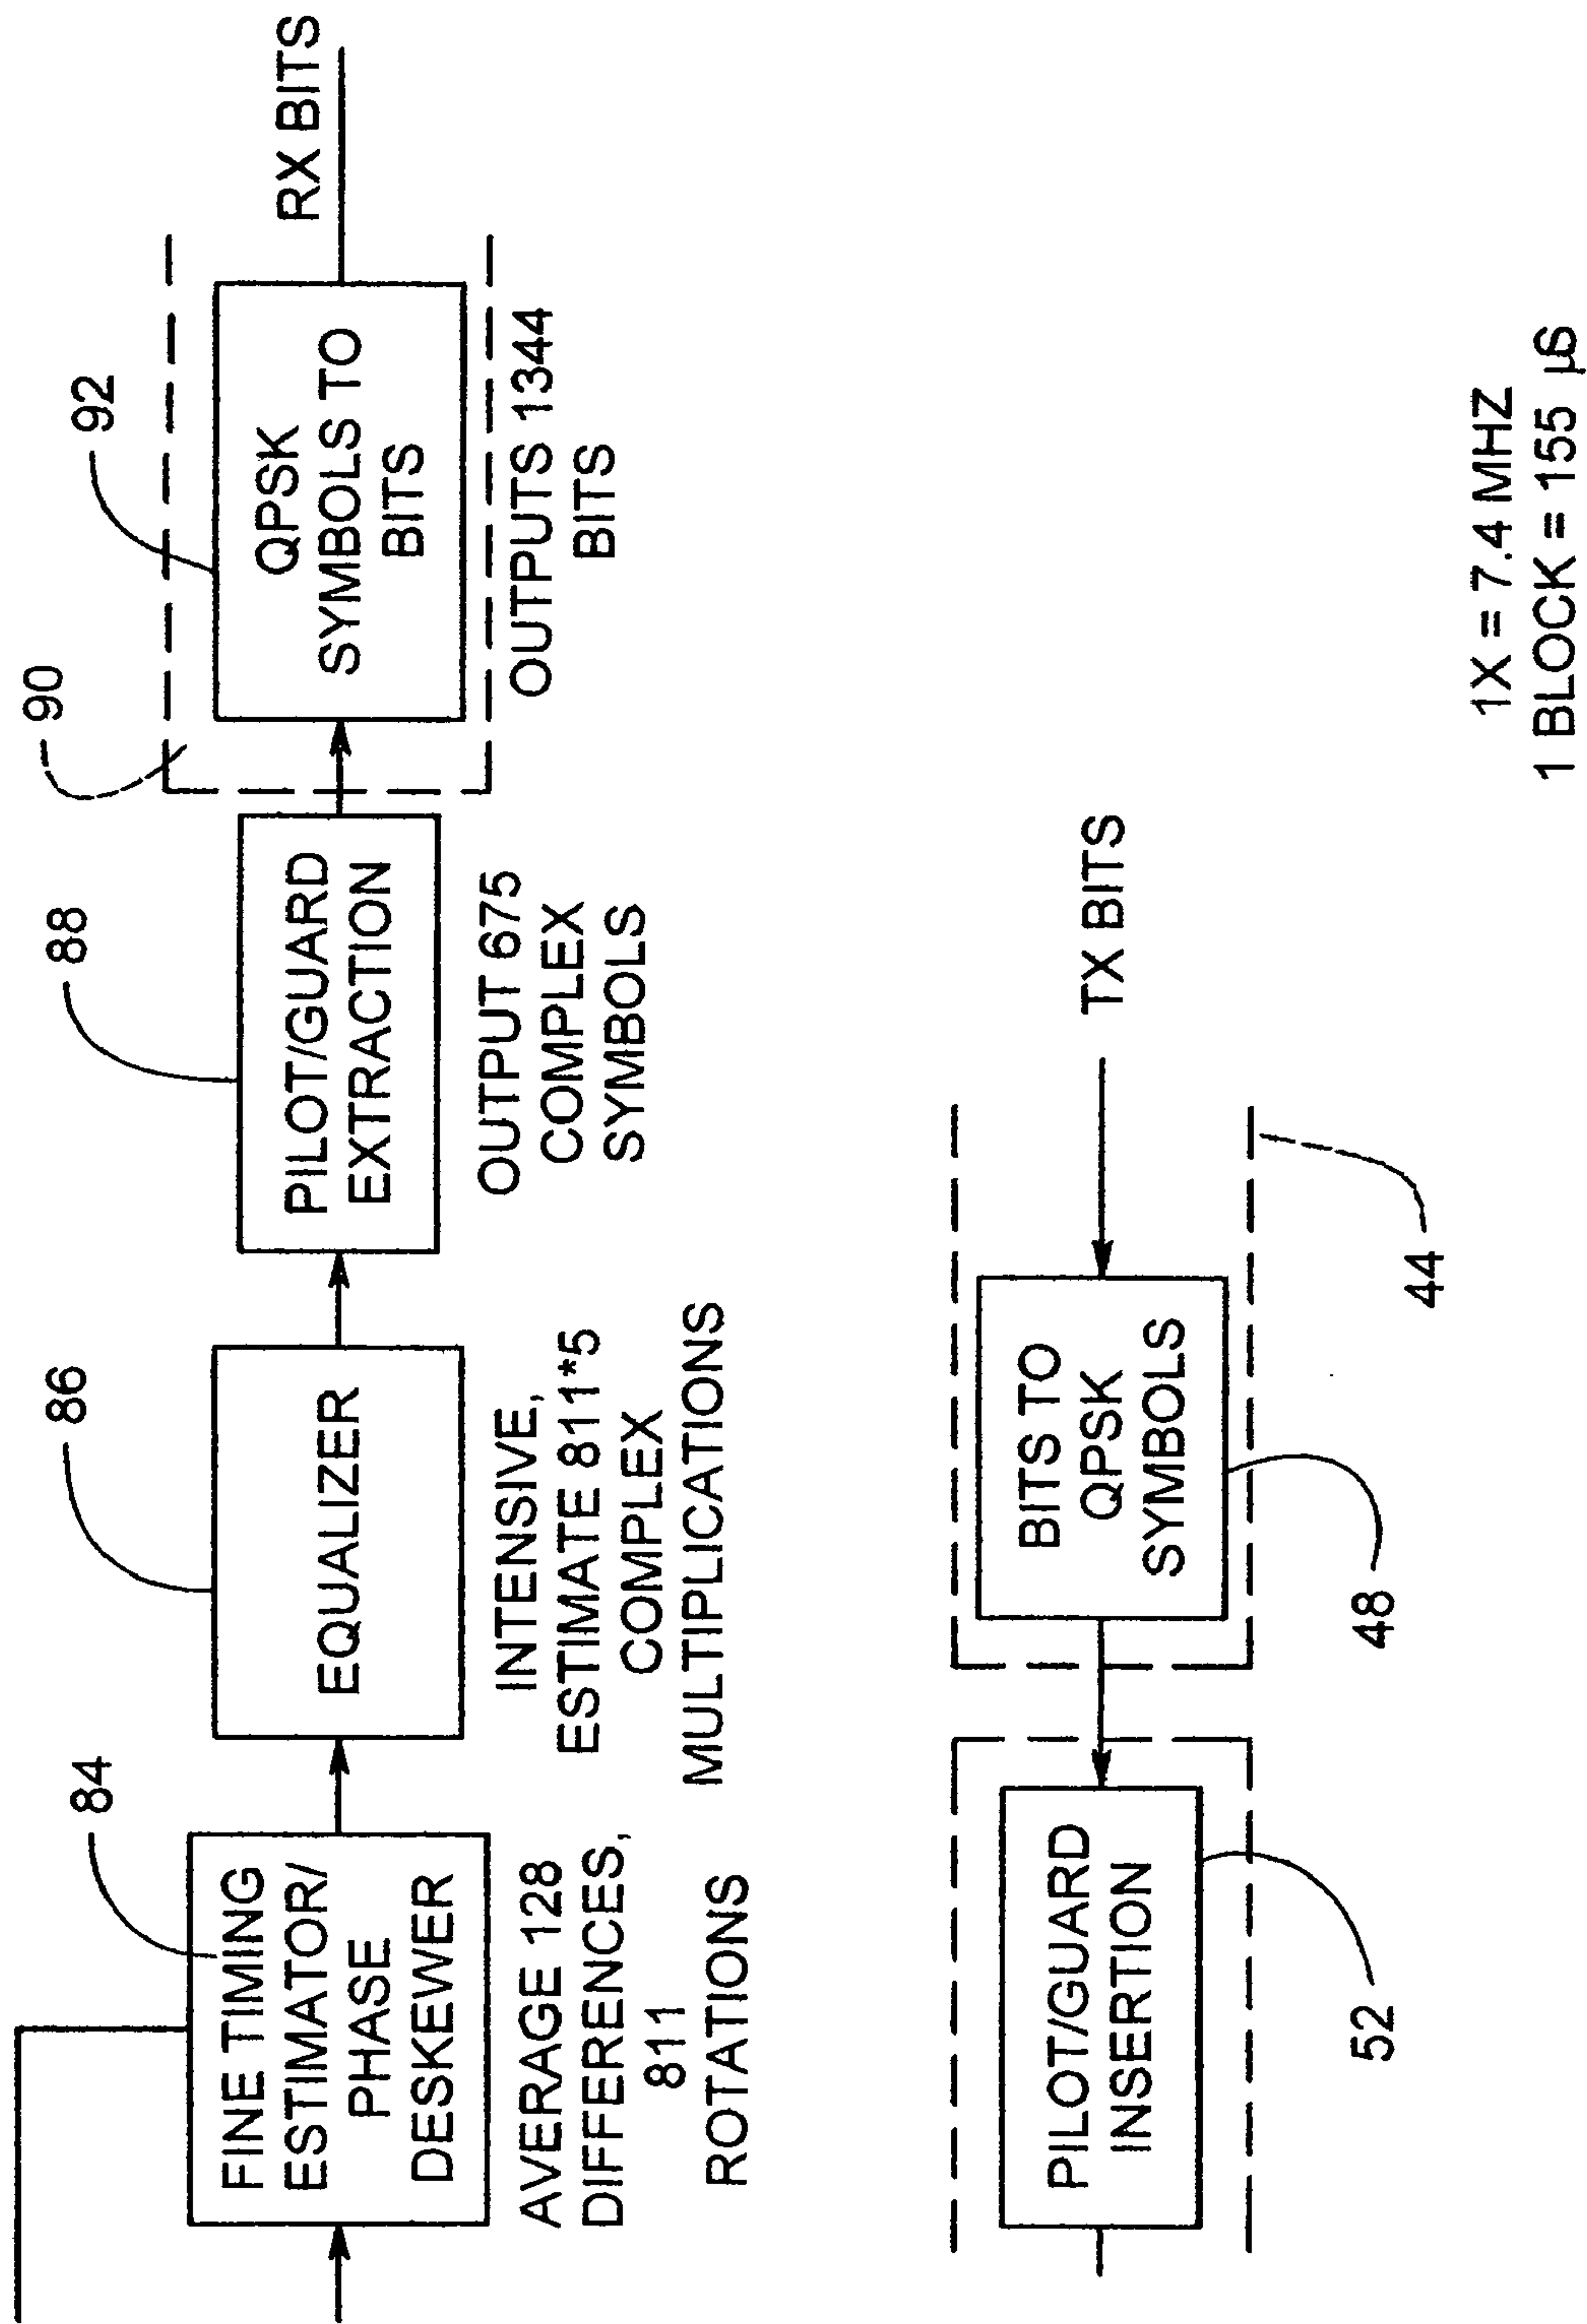 84
FINE TIMING
ESTIMATOR/
PHASE
DESKEWER
AVERAGE 128
DIFFERENCES,
811
ROTATIONS
86
EQUALIZER
INTENSIVE,
ESTIMATE 811*5
COMPLEX
MULTIPLICATIONS
88
PILOT/GUARD
EXTRACTION
OUTPUT 675
COMPLEX
SYMBOLS
90
92
QPSK
SYMBOLS TO
BITS
OUTPUTS 1344
BITS
RX BITS
PILOT/GUARD
INSERTION
52
BITS TO
QPSK
SYMBOLS
48
44
TX BITS
1X = 7.4 MHZ
1 BLOCK = 155 µS